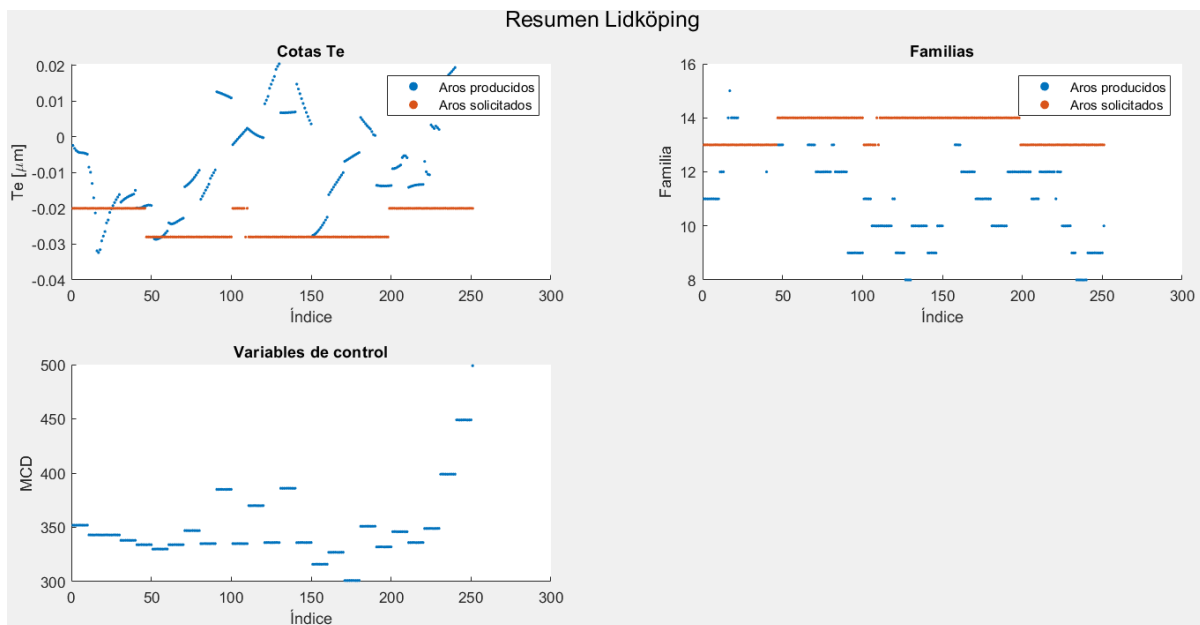 Resumen Lidköping
Cotas Te
0.02
0.01
0
-0.01
-0.02
-0.03
-0.04
Te [μm]
Aros producidos
Aros solicitados
0
50
100
150
200
250
300
Índice
Familias
16
14
12
10
8
Familia
Aros producidos
Aros solicitados
0
50
100
150
200
250
300
Índice
Variables de control
500
450
400
350
300
MCD
0
50
100
150
200
250
300
Índice